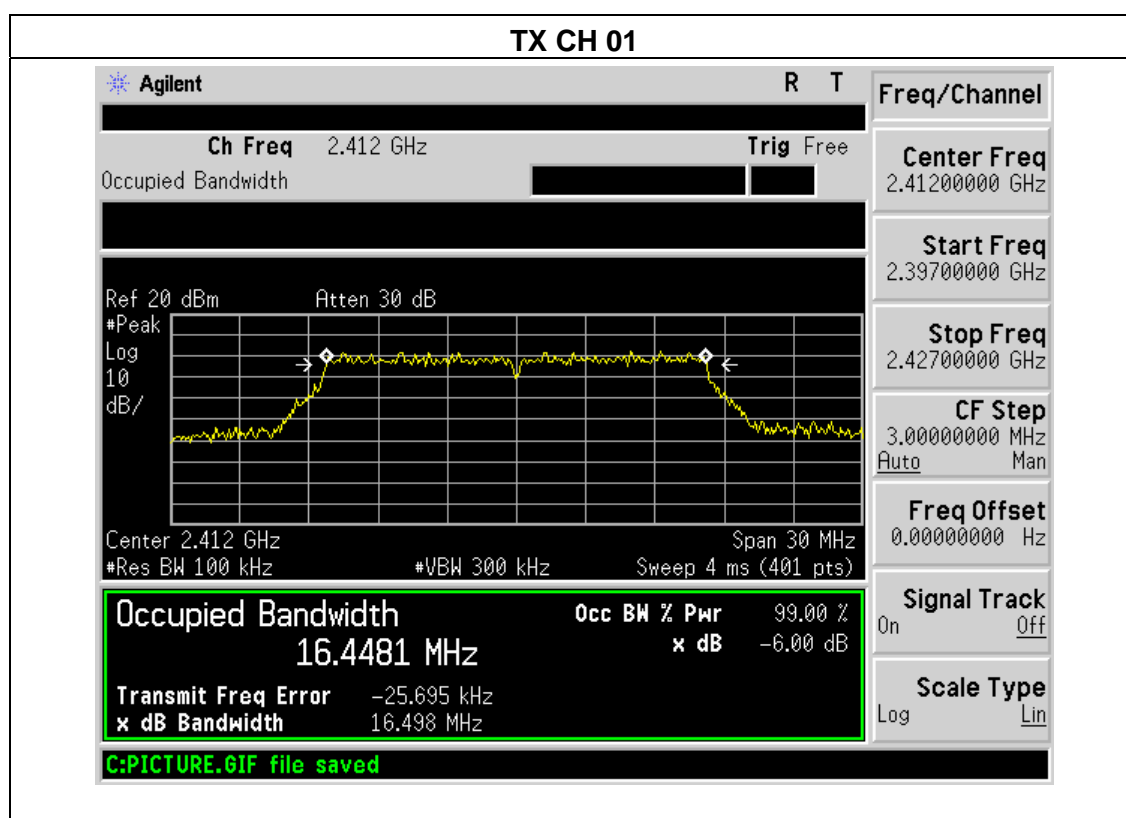 TX CH 01
Agilent R T
Ch Freq 2.412 GHz Trig Free
Occupied Bandwidth
Ref 20 dBm Atten 30 dB
#Peak
Log
10
dB/
Center 2.412 GHz Span 30 MHz
#Res BW 100 kHz #VBW 300 kHz Sweep 4 ms (401 pts)
Occupied Bandwidth Occ BW % Pwr 99.00 %
16.4481 MHz x dB -6.00 dB
Transmit Freq Error -25.695 kHz
x dB Bandwidth 16.498 MHz
C:PICTURE.GIF file saved
Freq/Channel
Center Freq
2.41200000 GHz
Start Freq
2.39700000 GHz
Stop Freq
2.42700000 GHz
CF Step
3.00000000 MHz
Auto Man
Freq Offset
0.00000000 Hz
Signal Track
On Off
Scale Type
Log Lin